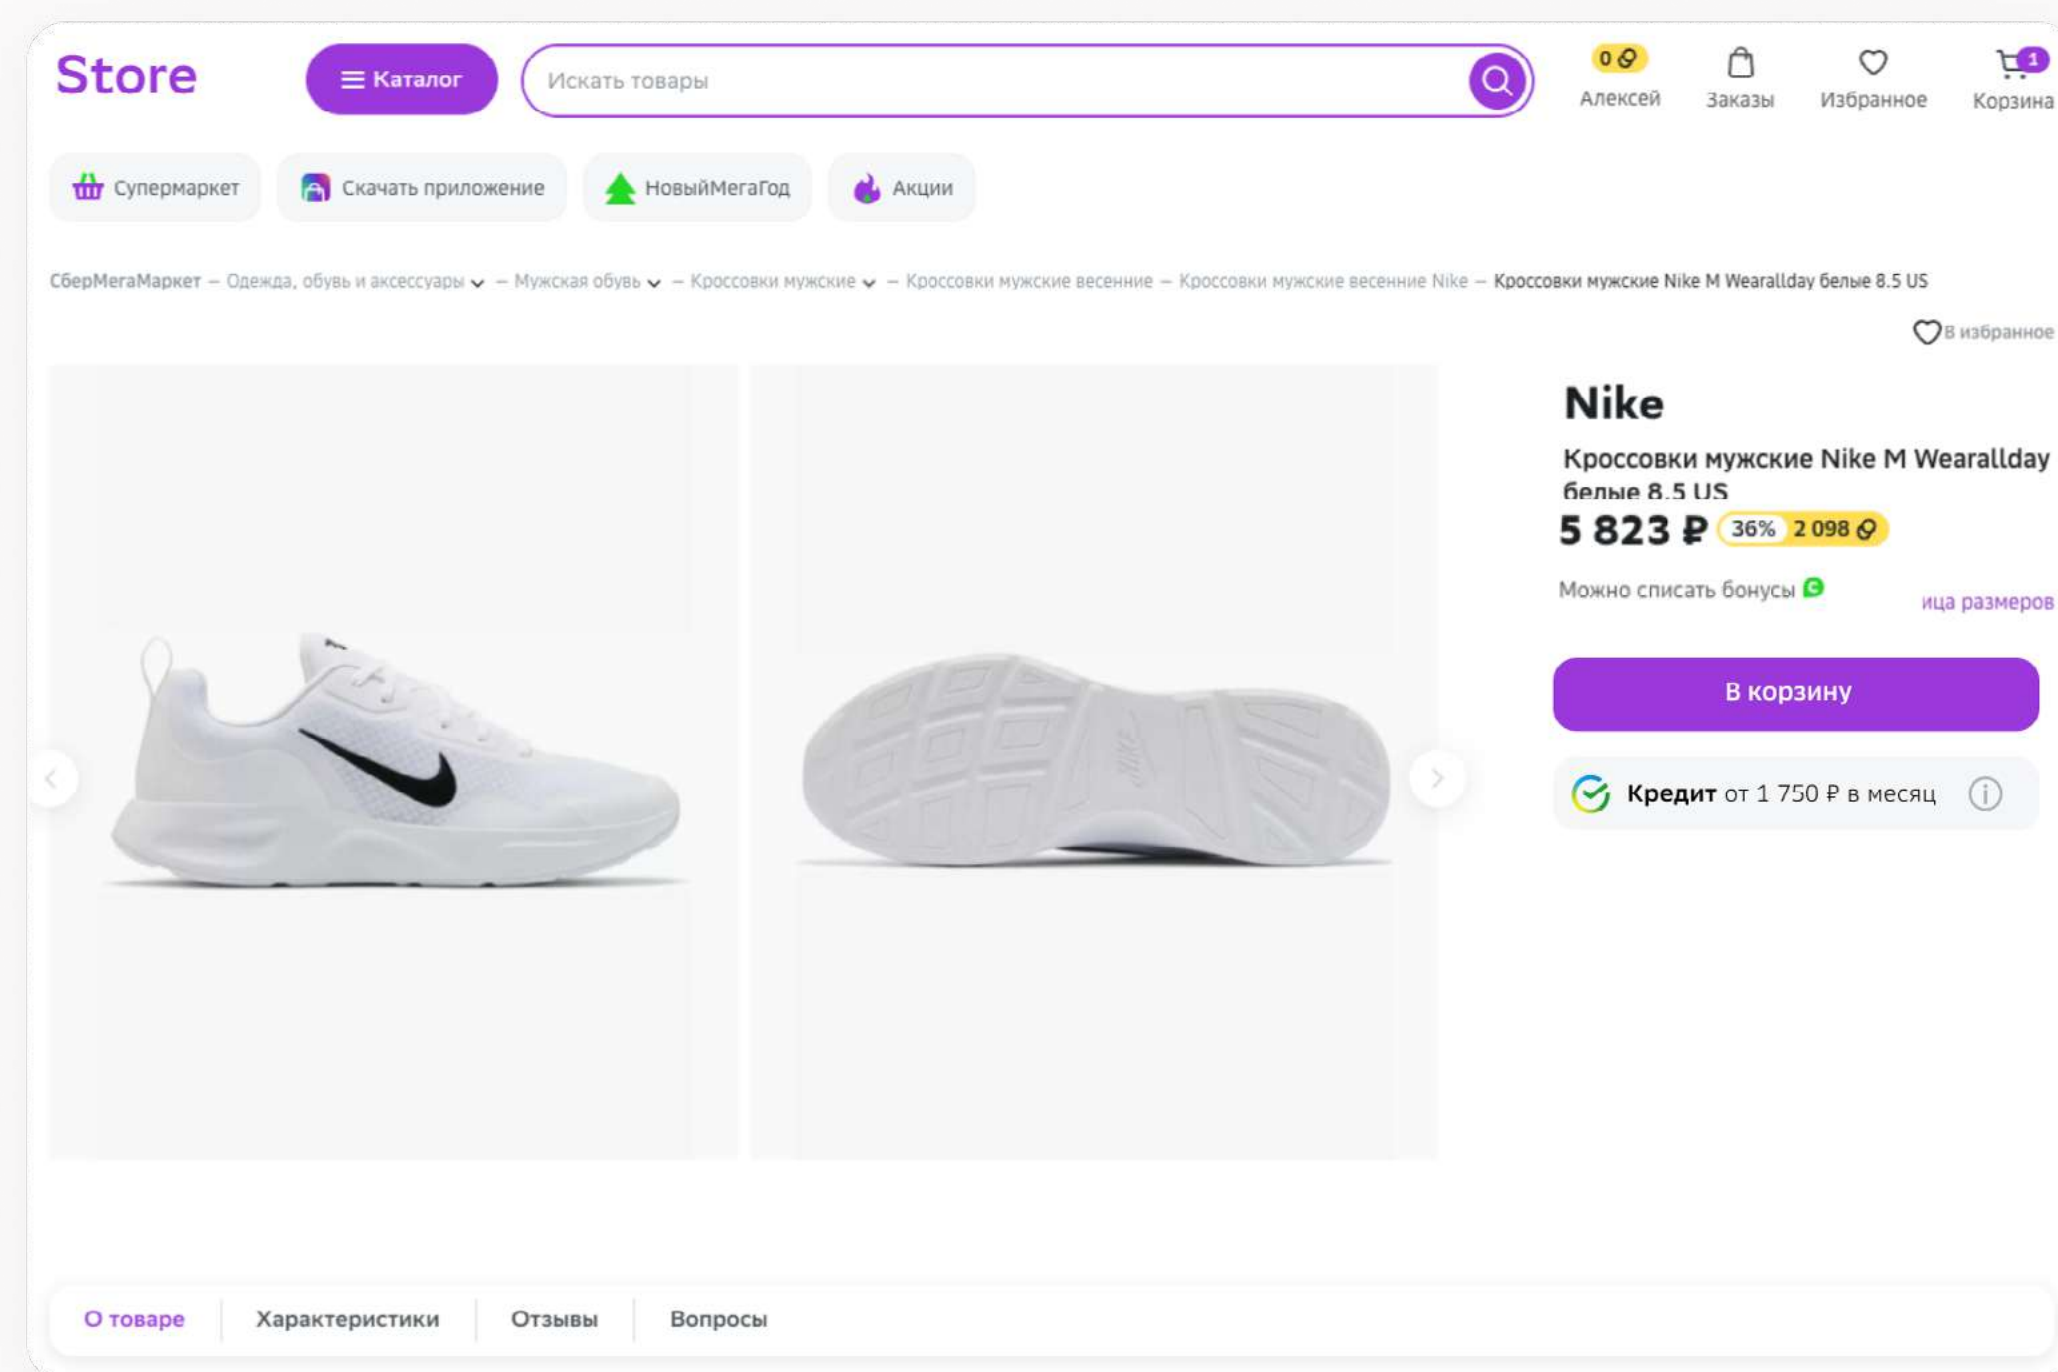 Store
Каталог
Искать товары
0
Алексей
Заказы
Избранное
1
Корзина
Супермаркет
Скачать приложение
НовыйМегаГод
Акции
СберМегаМаркет — Одежда, обувь и аксессуары — Мужская обувь — Кроссовки мужские — Кроссовки мужские весенние — Кроссовки мужские весенние Nike — Кроссовки мужские Nike M Wearallday белые 8.5 US
В избранное
Nike
Кроссовки мужские Nike M Wearallday
белые 8.5 US
5 823 ₽ 36% 2 098
Можно списать бонусы
ица размеров
В корзину
Кредит от 1 750 ₽ в месяц
NIKE
О товаре
Характеристики
Отзывы
Вопросы